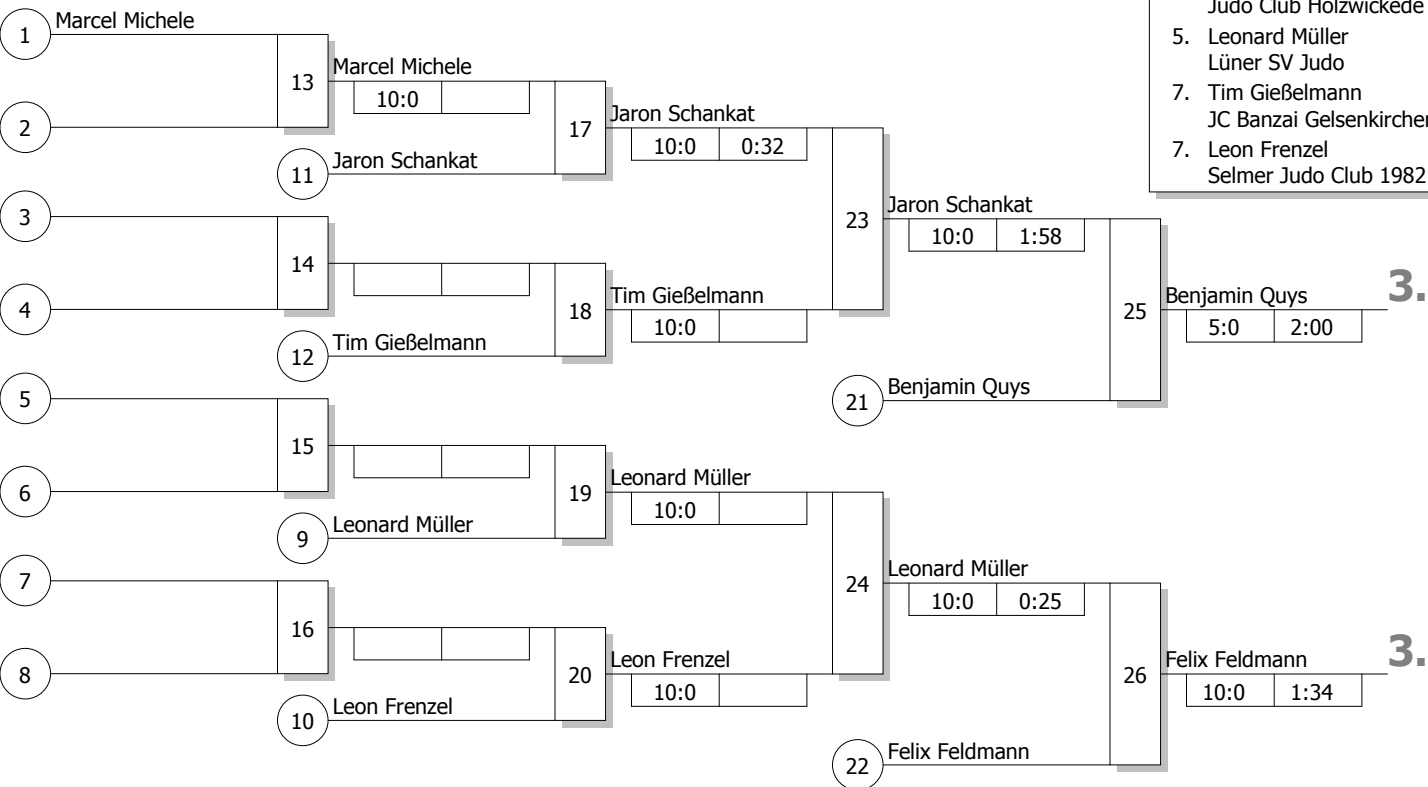 Judo Club Holzwickede
5. Leonard Müller
Lüner SV Judo
7. Tim Gießelmann
JC Banzai Gelsenkirchen
7. Leon Frenzel
Selmer Judo Club 1982
1 Marcel Michele
13 Marcel Michele
10:0
2
17 Jaron Schankat
10:0 0:32
11 Jaron Schankat
3
23 Jaron Schankat
10:0 1:58
14
4
18 Tim Gießelmann
10:0
12 Tim Gießelmann
25 Benjamin Quys 3.
5:0 2:00
5
21 Benjamin Quys
15
6
19 Leonard Müller
10:0
9 Leonard Müller
7
24 Leonard Müller
10:0 0:25
16
8
20 Leon Frenzel
10:0
10 Leon Frenzel
26 Felix Feldmann 3.
10:0 1:34
22 Felix Feldmann